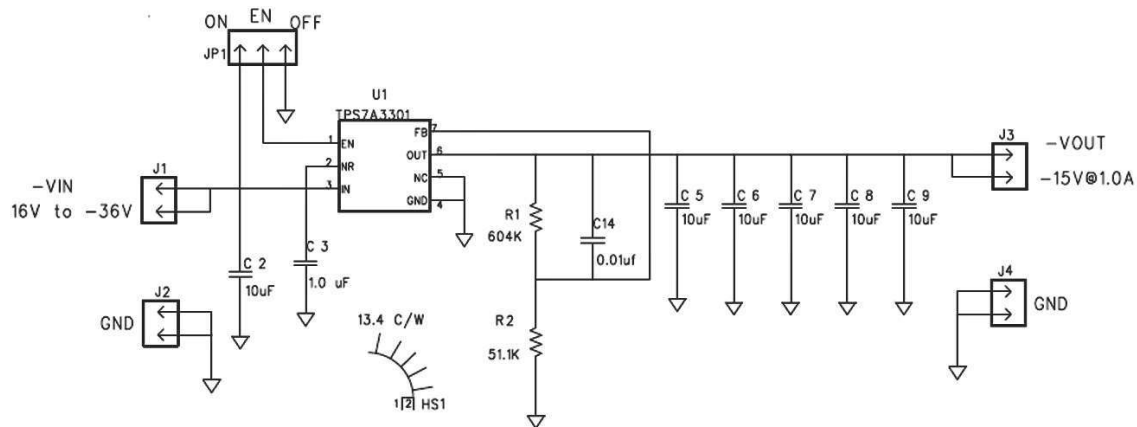 ON EN OFF
JP1
U1
TPS7A3301
1 EN
2 NR
3 IN
FB 7
OUT 6
NC 5
GND 4
J1
-VIN
16V to -36V
J2
GND
C 2
10uF
C 3
1.0 uF
13.4 C/W
1 2 HS1
R1
604K
C14
0.01uf
R2
51.1K
C 5
10uF
C 6
10uF
C 7
10uF
C 8
10uF
C 9
10uF
J3
-VOUT
-15V@1.0A
J4
GND